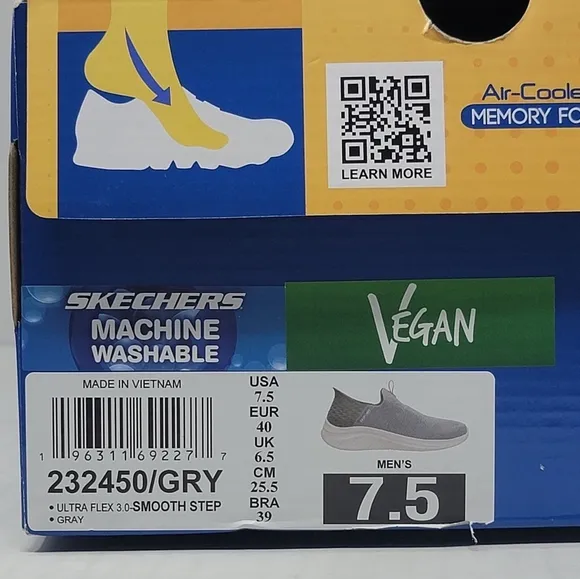 LEARN MORE
Air-Coole
MEMORY FO
SKECHERS
MACHINE
WASHABLE
VEGAN
MADE IN VIETNAM
1 96311 69227 7
232450/GRY
• ULTRA FLEX 3.0-SMOOTH STEP
• GRAY
USA
7.5
EUR
40
UK
6.5
CM
25.5
BRA
39
MEN'S
7.5